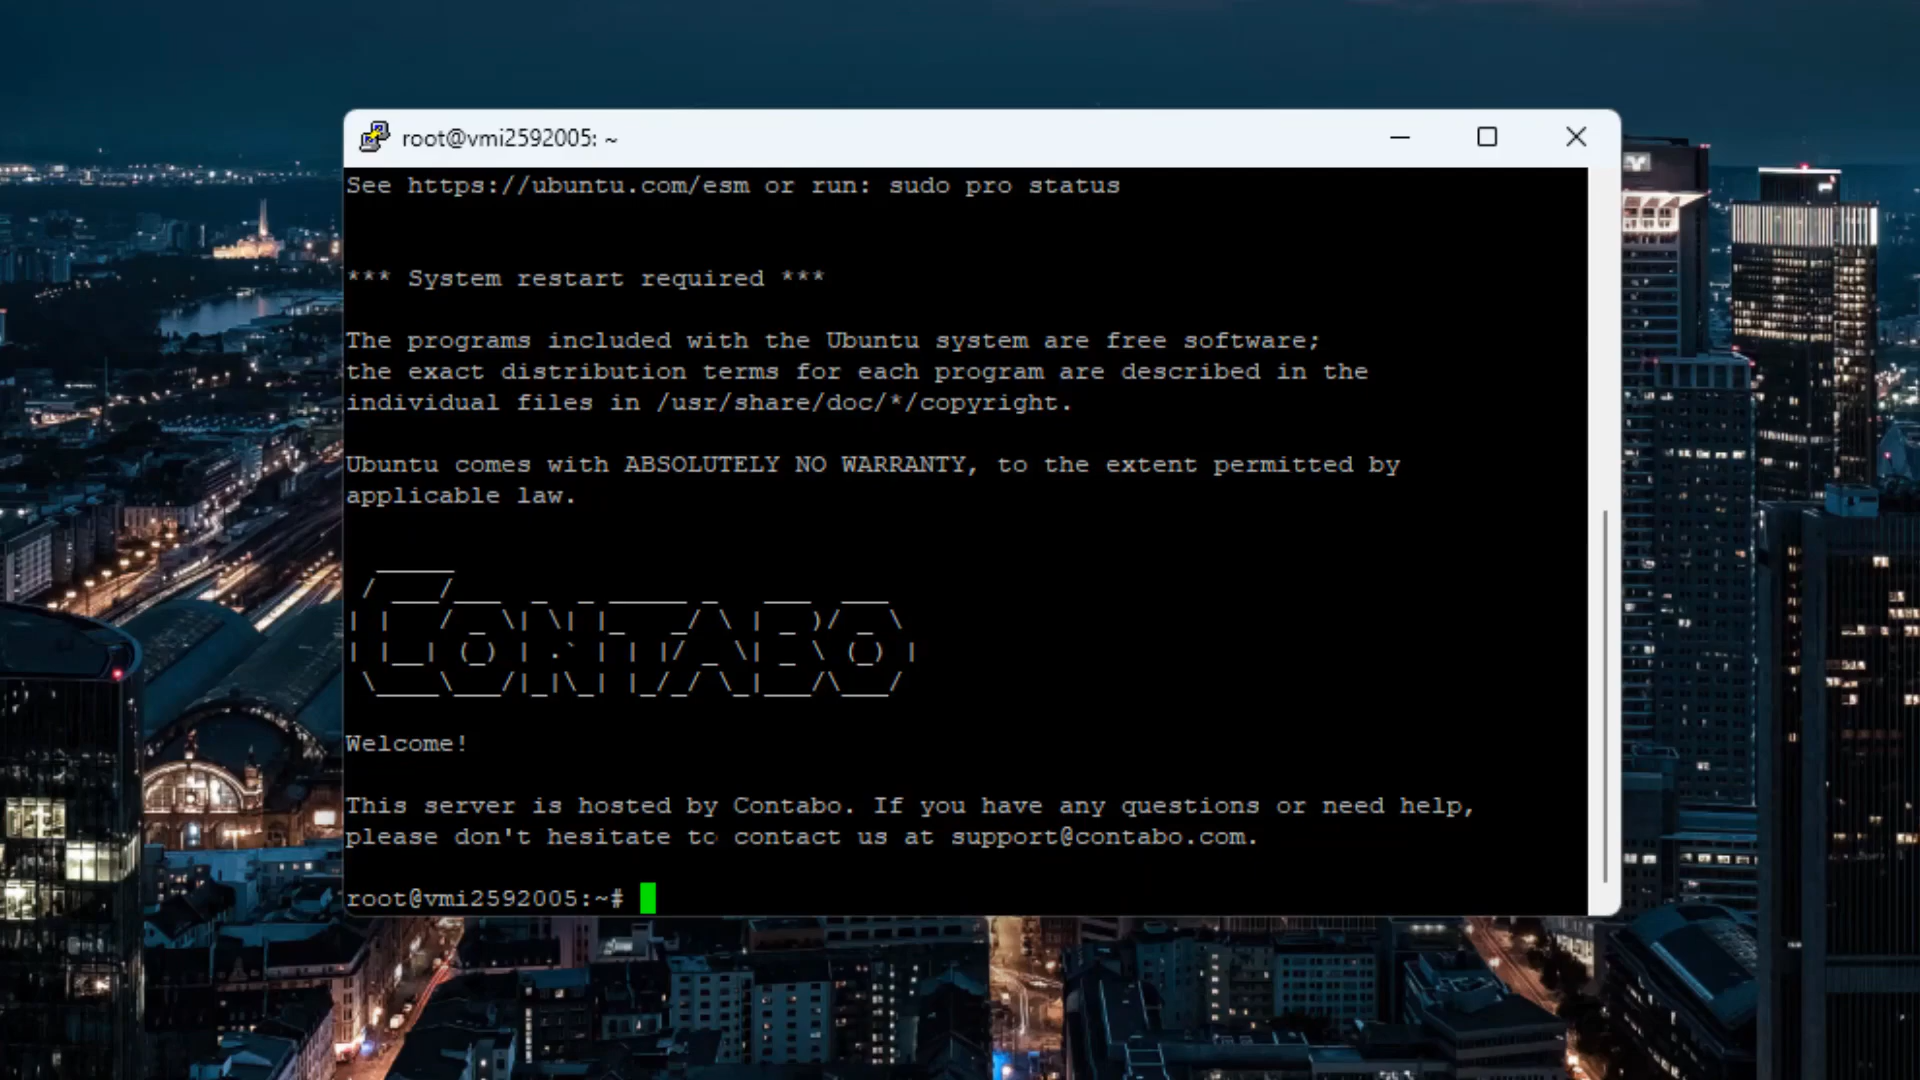 root@vmi2592005: ~
See https://ubuntu.com/esm or run: sudo pro status
*** System restart required ***
The programs included with the Ubuntu system are free software;
the exact distribution terms for each program are described in the
individual files in /usr/share/doc/*/copyright.
Ubuntu comes with ABSOLUTELY NO WARRANTY, to the extent permitted by
applicable law.
CONTABO
Welcome!
This server is hosted by Contabo. If you have any questions or need help,
please don't hesitate to contact us at support@contabo.com.
root@vmi2592005:~#